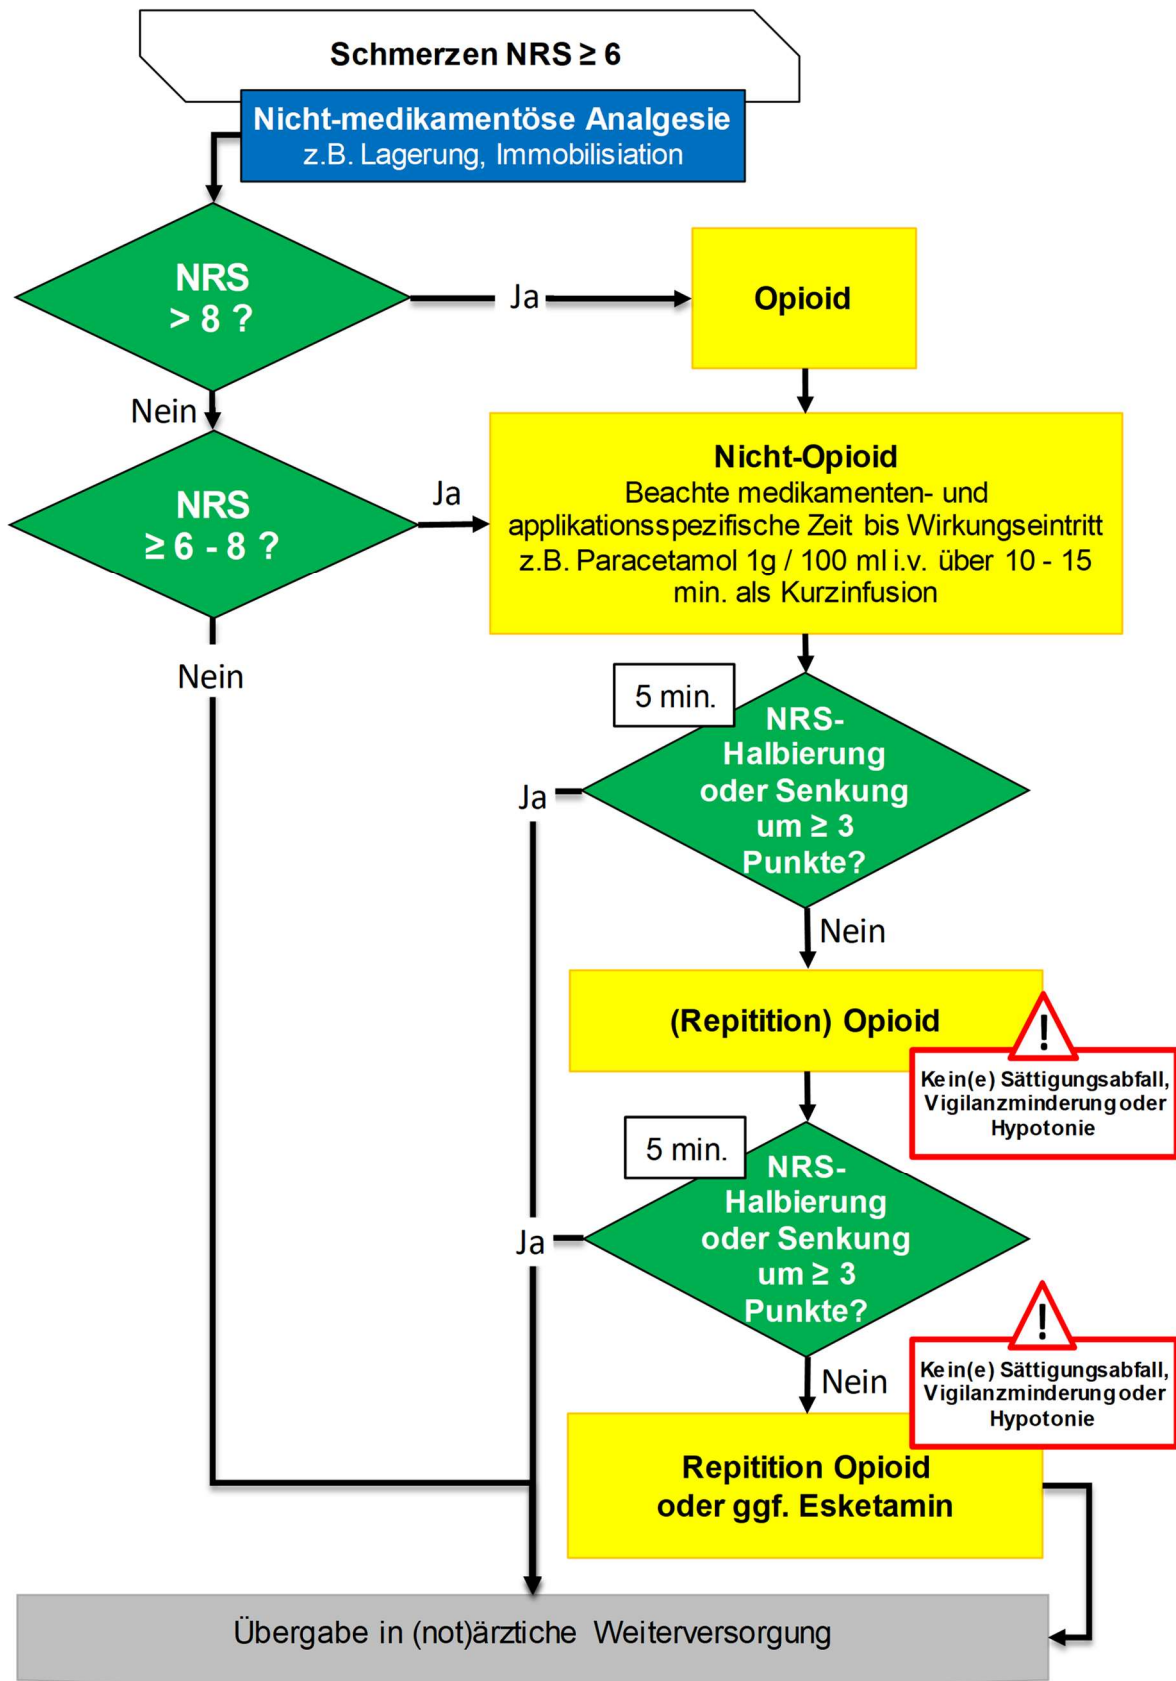 Schmerzen NRS ≥ 6
Nicht-medikamentöse Analgesie
z.B. Lagerung, Immobilisiation
NRS
> 8 ?
Ja
Opioid
Nein
NRS
≥ 6 - 8 ?
Ja
Nicht-Opioid
Beachte medikamenten- und
applikationsspezifische Zeit bis Wirkungseintritt
z.B. Paracetamol 1g / 100 ml i.v. über 10 - 15
min. als Kurzinfusion
Nein
5 min.
NRS-
Halbierung
oder Senkung
um ≥ 3
Punkte?
Ja
Nein
(Repitition) Opioid
!
Kein(e) Sättigungsabfall,
Vigilanzminderung oder
Hypotonie
5 min.
NRS-
Halbierung
oder Senkung
um ≥ 3
Punkte?
Ja
Nein
!
Kein(e) Sättigungsabfall,
Vigilanzminderung oder
Hypotonie
Repitition Opioid
oder ggf. Esketamin
Übergabe in (not)ärztiche Weiterversorgung